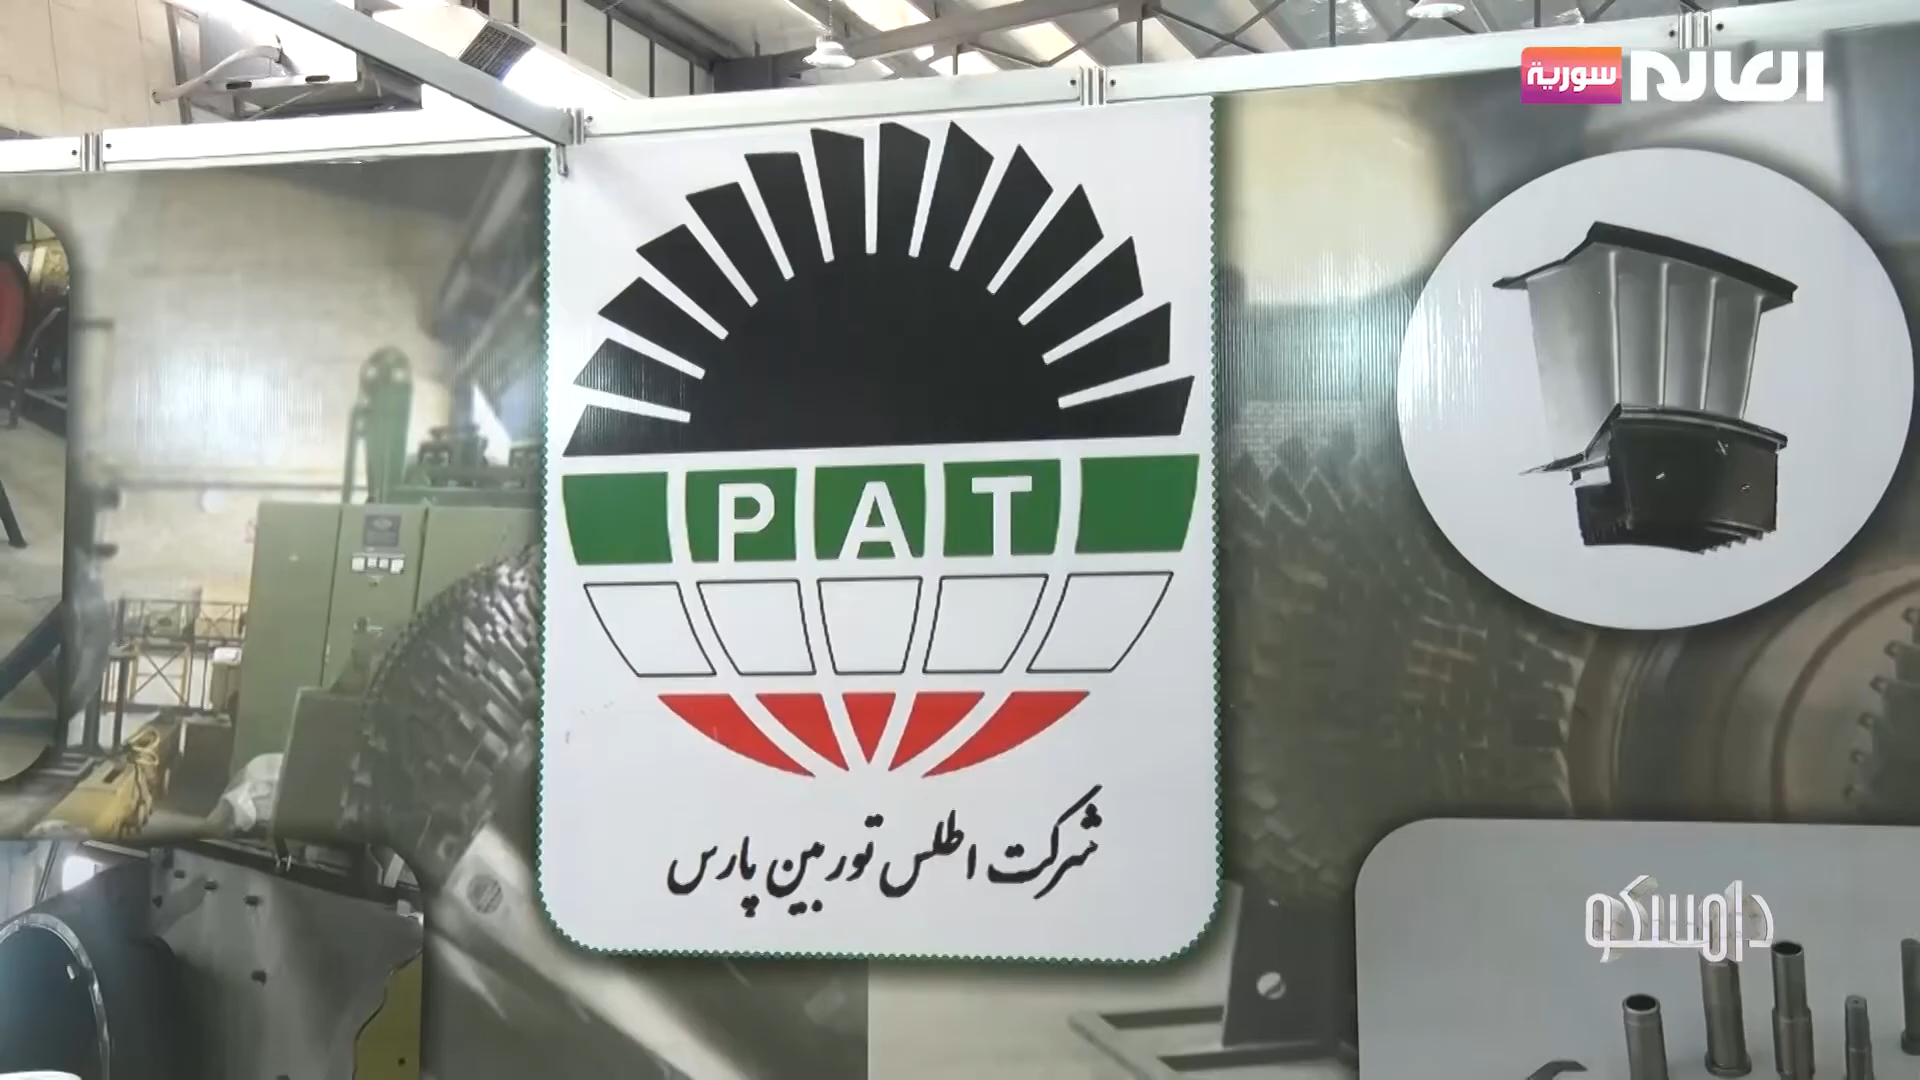 العالم سورية
PAT
شرکت اطلس توربین پارس
دامسكو